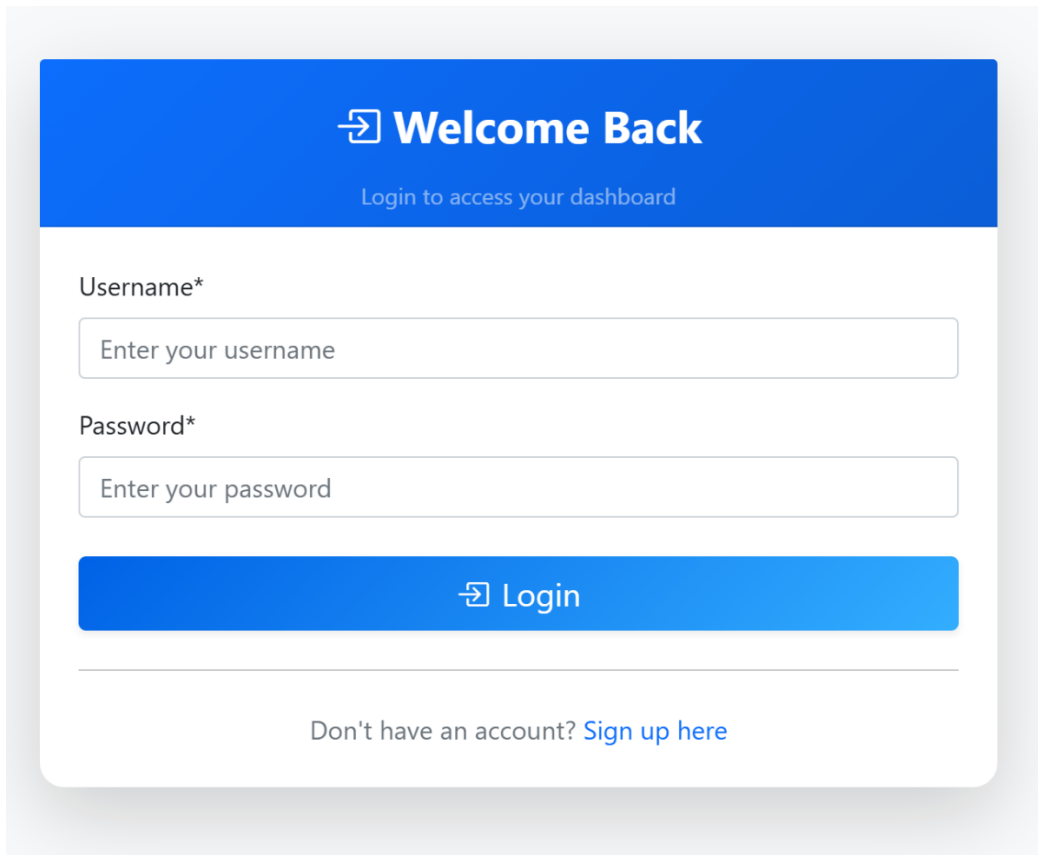 Welcome Back
Login to access your dashboard
Username*
Enter your username
Password*
Enter your password
Login
Don't have an account? Sign up here